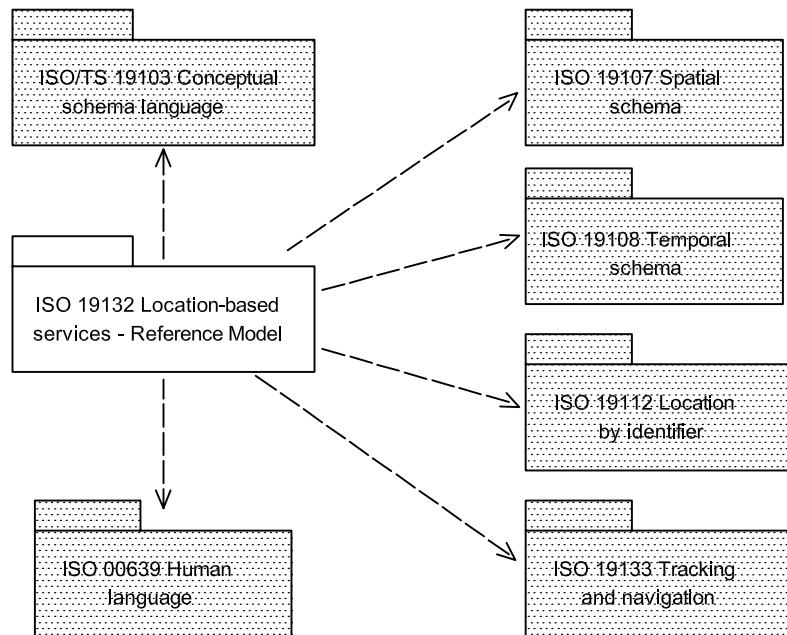 ISO/TS 19103 Conceptual
schema language
ISO 19107 Spatial
schema
ISO 19108 Temporal
schema
ISO 19132 Location-based
services - Reference Model
ISO 19112 Location
by identifier
ISO 00639 Human
language
ISO 19133 Tracking
and navigation